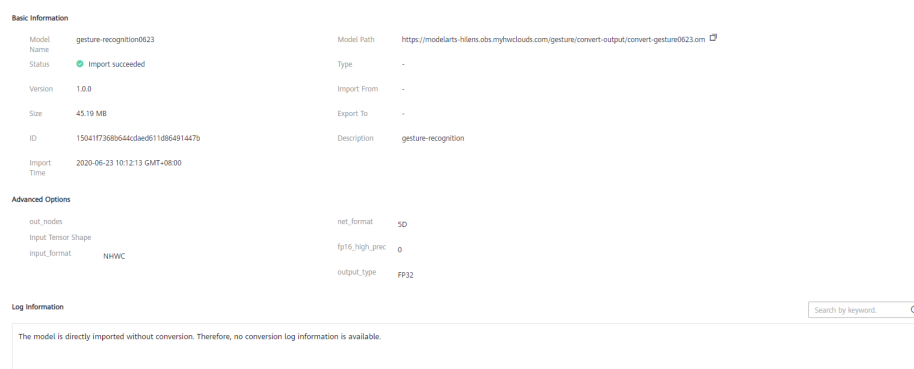 Basic Information
Model Name gesture-recognition0623 Model Path https://modelarts-hilens.obs.myhwclouds.com/gesture/convert-output/convert-gesture0623.om
Status Import succeeded Type -
Version 1.0.0 Import From -
Size 45.19 MB Export To -
ID 15041f7368b644cdaed611d86491447b Description gesture-recognition
Import Time 2020-06-23 10:12:13 GMT+08:00
Advanced Options
out_nodes net_format 5D
Input Tensor Shape
input_format NHWC fp16_high_prec 0
output_type FP32
Log Information Search by keyword.
The model is directly imported without conversion. Therefore, no conversion log information is available.